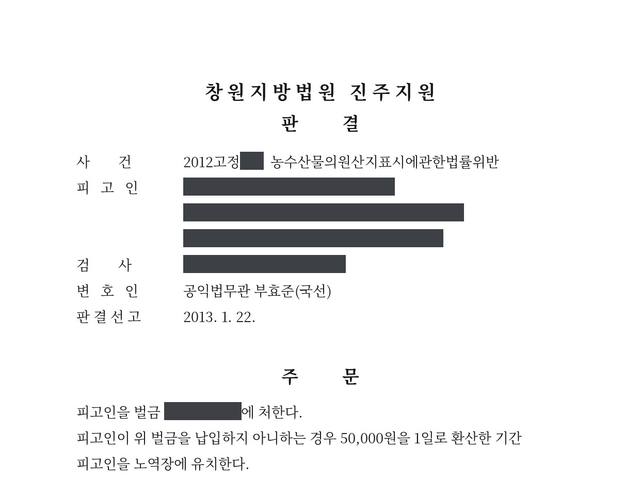 창원지방법원 진주지원
판 결
사 건 2012고정 농수산물의원산지표시에관한법률위반
피 고 인
검 사
변 호 인 공익법무관 부효준(국선)
판결선고 2013. 1. 22.
주 문
피고인을 벌금 에 처한다.
피고인이 위 벌금을 납입하지 아니하는 경우 50,000원을 1일로 환산한 기간
피고인을 노역장에 유치한다.